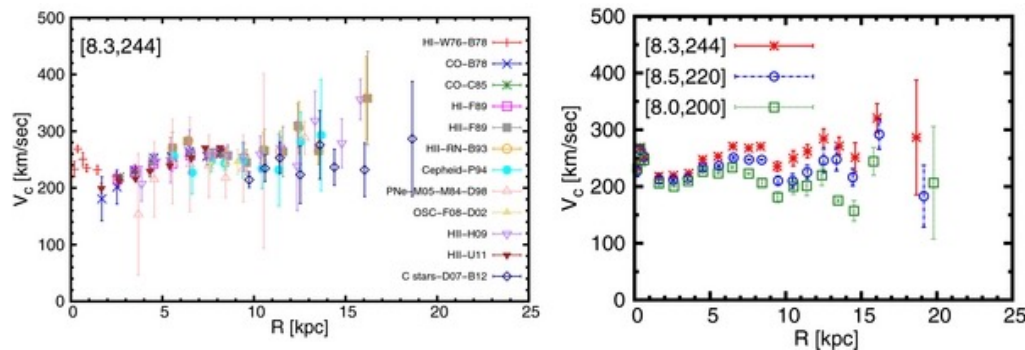 500
400
300
200
100
0
V_c [km/sec]
[8.3,244]
HI-W76-B78
CO-B78
CO-C85
HI-F89
HII-F89
HII-RN-B93
Cepheid-P94
PNe-M05-M84-D98
OSC-F08-D02
HII-H09
HII-U11
C stars-D07-B12
0 5 10 15 20 25
R [kpc]
500
400
300
200
100
0
V_c [km/sec]
[8.3,244]
[8.5,220]
[8.0,200]
0 5 10 15 20 25
R [kpc]